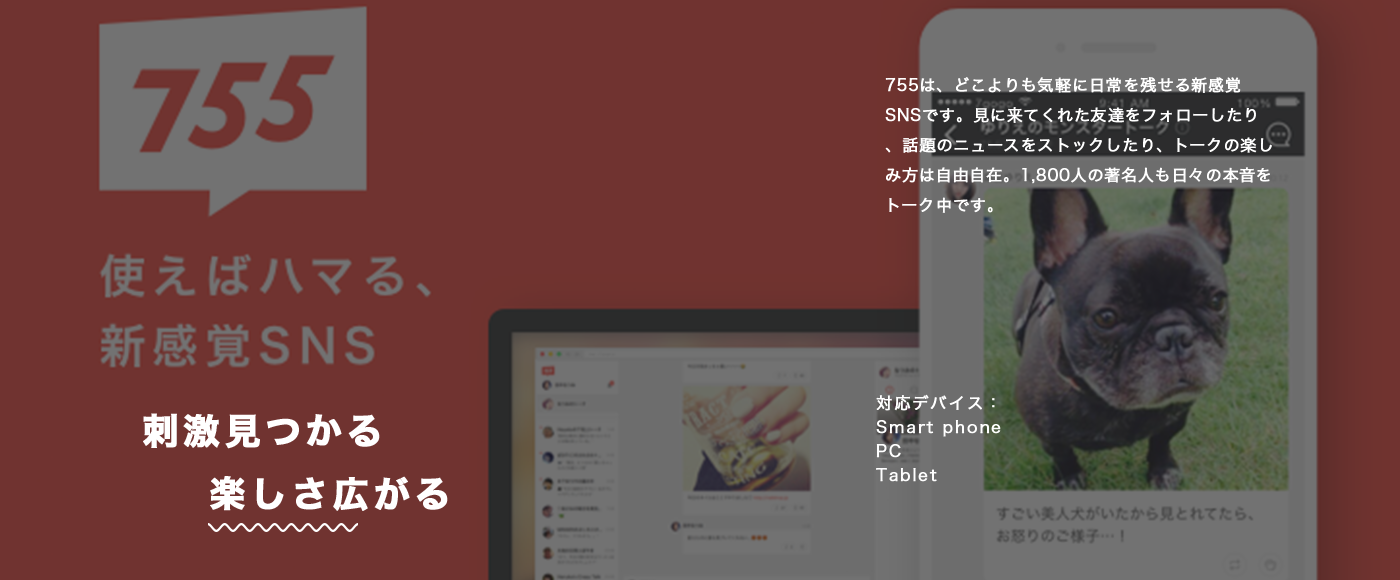 755
使えばハマる、
新感覚SNS
刺激見つかる
楽しさ広がる
755は、どこよりも気軽に日常を残せる新感覚
SNSです。見に来てくれた友達をフォローしたり
、話題のニュースをストックしたり、トークの楽し
み方は自由自在。1,800人の著名人も日々の本音を
トーク中です。
9:41 AM
100%
ゆりえのモンスタートーク
対応デバイス：
Smart phone
PC
Tablet
すごい美人犬がいたから見とれてたら、
お怒りのご様子…！